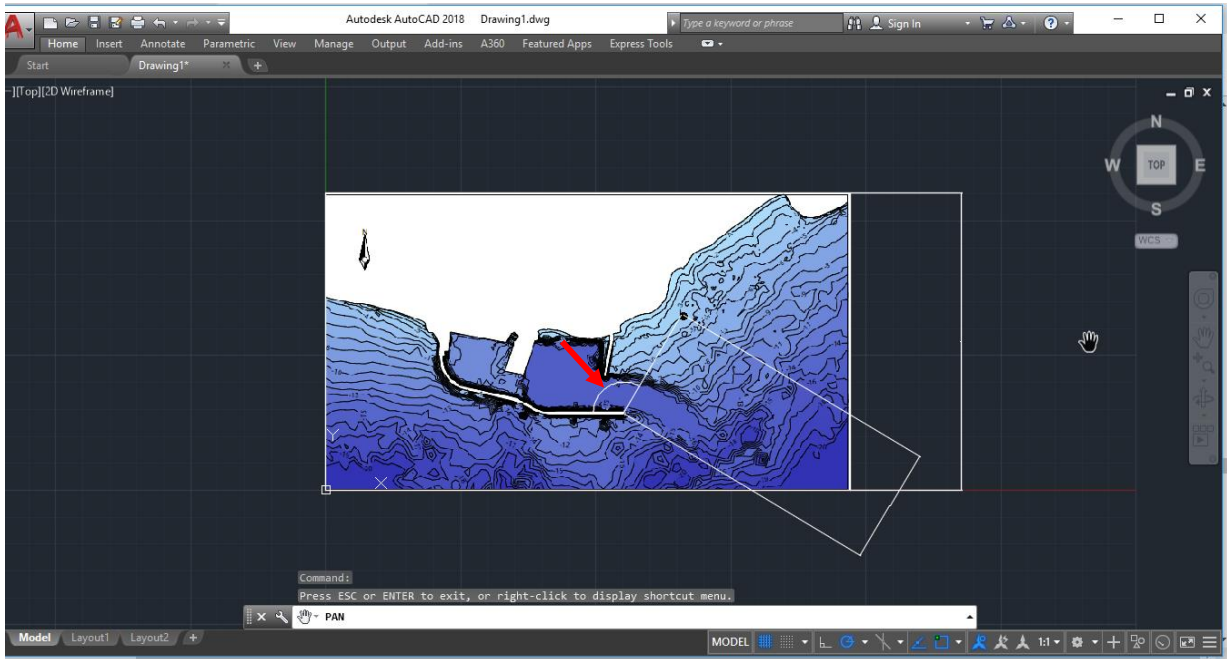 Autodesk AutoCAD 2018 Drawing1.dwg
Type a keyword or phrase
Sign In
Home Insert Annotate Parametric View Manage Output Add-ins A360 Featured Apps Express Tools
Start Drawing1*
-][Top][2D Wireframe]
N
W TOP E
S
WCS
N
Y
X
Command:
Press ESC or ENTER to exit, or right-click to display shortcut menu.
PAN
Model Layout1 Layout2 +
MODEL 1:1